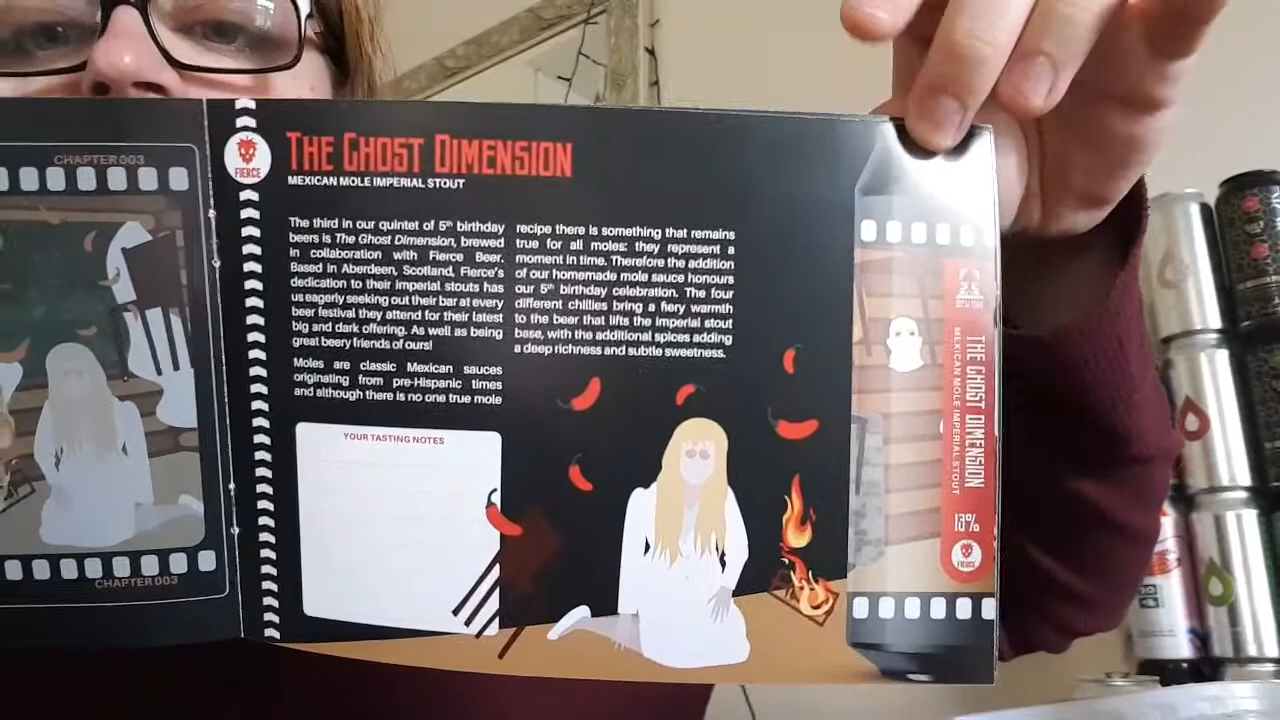 CHAPTER 003
CHAPTER 003
FIERCE
THE GHOST DIMENSION
MEXICAN MOLE IMPERIAL STOUT
The third in our quintet of 5th birthday
beers is The Ghost Dimension, brewed
in collaboration with Fierce Beer.
Based in Aberdeen, Scotland, Fierce's
dedication to their imperial stouts has
us eagerly seeking out their bar at every
beer festival they attend for their latest
big and dark offering. As well as being
great beery friends of ours!
Moles are classic Mexican sauces
originating from pre-Hispanic times
and although there is no one true mole
recipe there is something that remains
true for all moles: they represent a
moment in time. Therefore the addition
of our homemade mole sauce honours
our 5th birthday celebration. The four
different chillies bring a fiery warmth
to the beer that lifts the imperial stout
base, with the additional spices adding
a deep richness and subtle sweetness.
YOUR TASTING NOTES
THE GHOST DIMENSION
MEXICAN MOLE IMPERIAL STOUT
13%
FIERCE